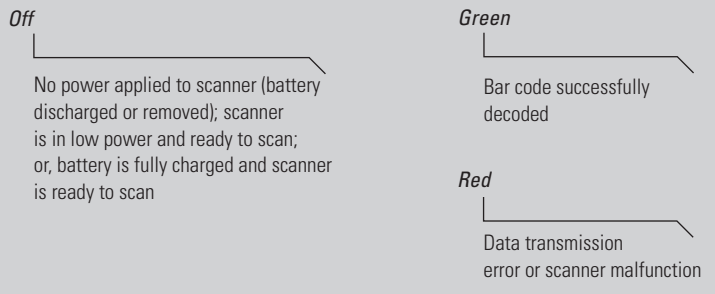 Off
No power applied to scanner (battery
discharged or removed); scanner
is in low power and ready to scan;
or, battery is fully charged and scanner
is ready to scan
Green
Bar code successfully
decoded
Red
Data transmission
error or scanner malfunction